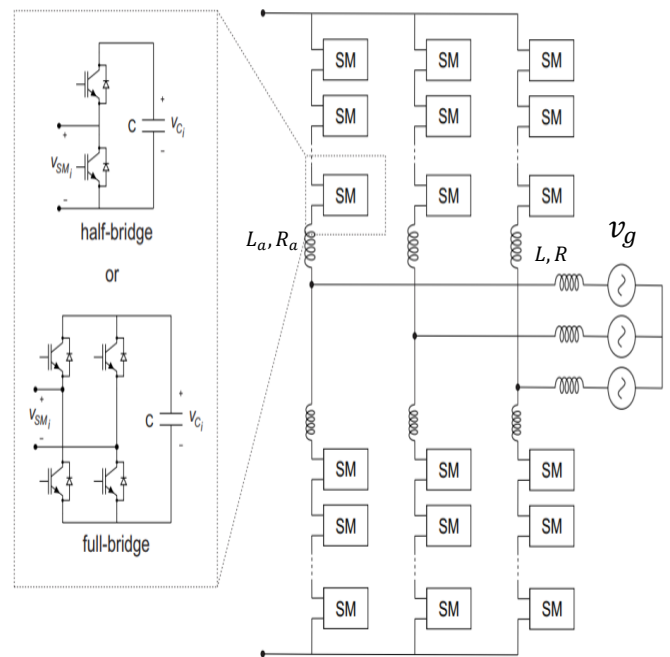 SM SM SM
SM SM SM
SM SM SM
+
C
v_{C_i}
−
+
v_{SM_i}
−
half-bridge
or
+
v_{SM_i}
−
+
C
v_{C_i}
−
full-bridge
L_a, R_a
L, R
v_g
SM SM SM
SM SM SM
SM SM SM